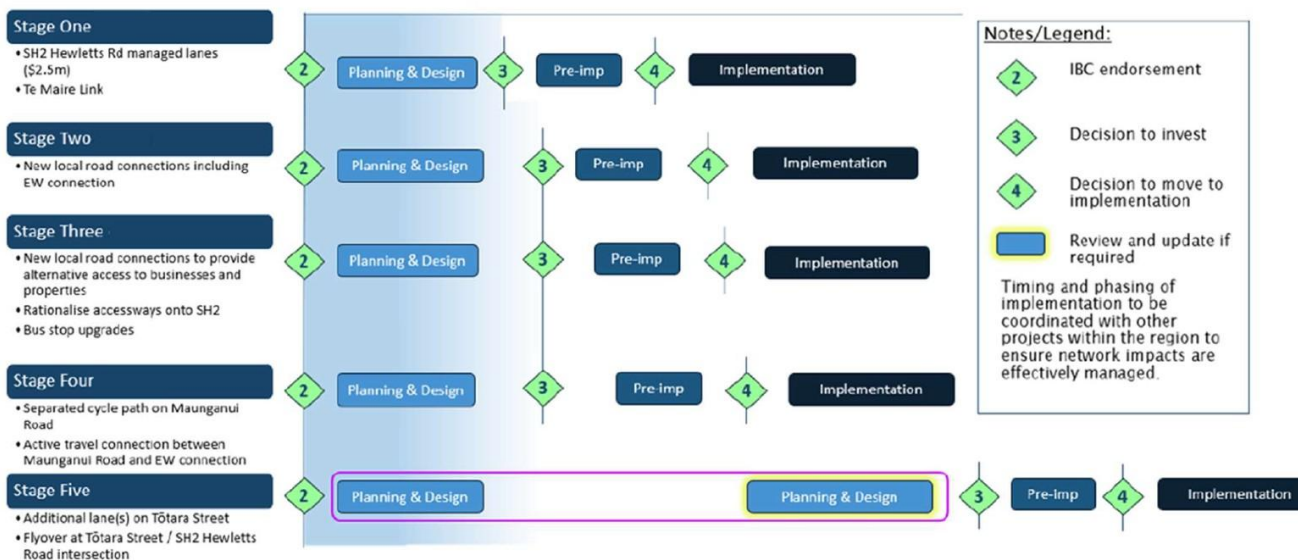 Stage One
• SH2 Hewletts Rd managed lanes
($2.5m)
• Te Maire Link
2
Planning & Design
3
Pre-imp
4
Implementation
Stage Two
• New local road connections including
EW connection
2
Planning & Design
3
Pre-imp
4
Implementation
Stage Three
• New local road connections to provide
alternative access to businesses and
properties
• Rationalise accessways onto SH2
• Bus stop upgrades
2
Planning & Design
3
Pre-imp
4
Implementation
Stage Four
• Separated cycle path on Maunganui
Road
• Active travel connection between
Maunganui Road and EW connection
2
Planning & Design
3
Pre-imp
4
Implementation
Stage Five
• Additional lane(s) on Tōtara Street
• Flyover at Tōtara Street / SH2 Hewletts
Road intersection
2
Planning & Design
Planning & Design
3
Pre-Imp
4
Implementation
Notes/Legend:
2
IBC endorsement
3
Decision to invest
4
Decision to move to
implementation
Review and update if
required
Timing and phasing of
implementation to be
coordinated with other
projects within the region to
ensure network impacts are
effectively managed.